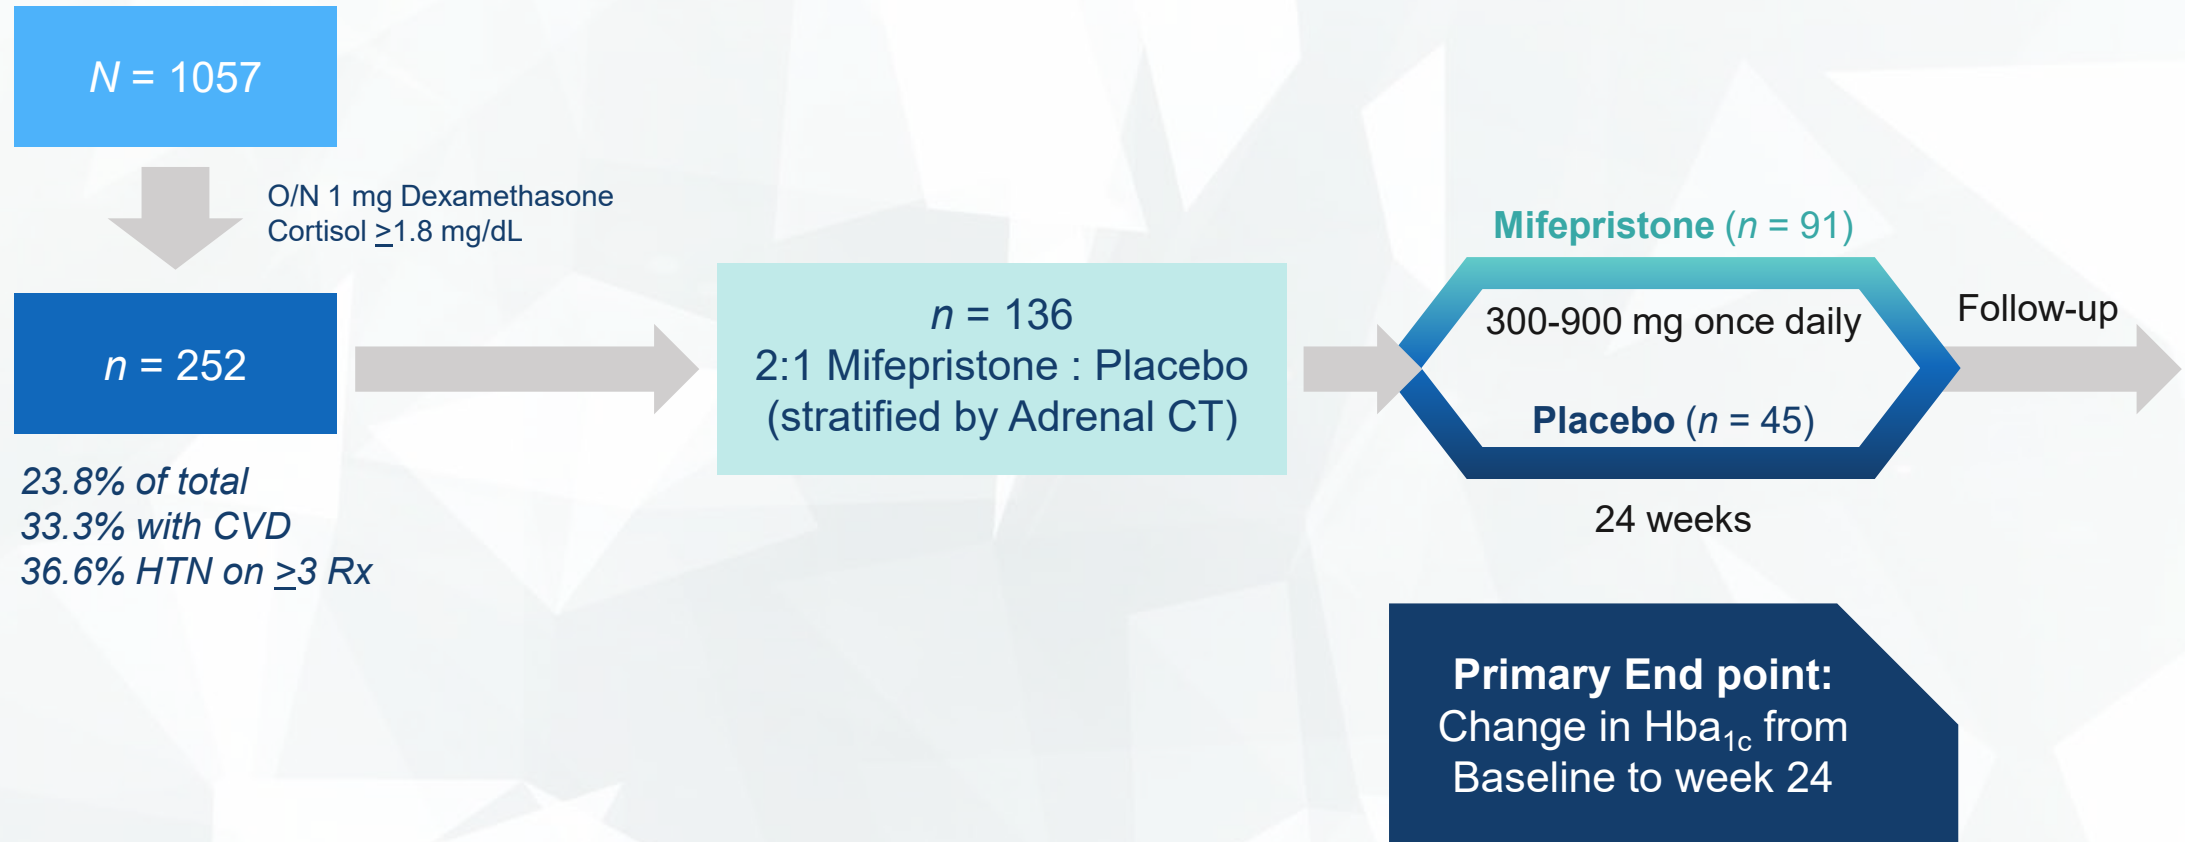 N = 1057
O/N 1 mg Dexamethasone
Cortisol ≥1.8 mg/dL
n = 252
23.8% of total
33.3% with CVD
36.6% HTN on ≥3 Rx
n = 136
2:1 Mifepristone : Placebo
(stratified by Adrenal CT)
Mifepristone (n = 91)
300-900 mg once daily
Placebo (n = 45)
24 weeks
Follow-up
Primary End point:
Change in Hba1c from
Baseline to week 24